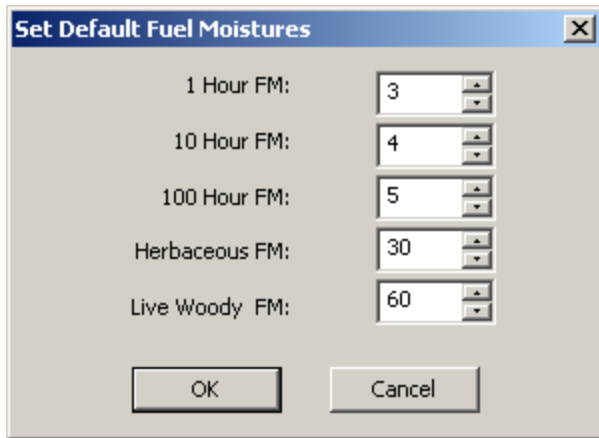 Set Default Fuel Moistures
1 Hour FM: 3
10 Hour FM: 4
100 Hour FM: 5
Herbaceous FM: 30
Live Woody  FM: 60
OK Cancel